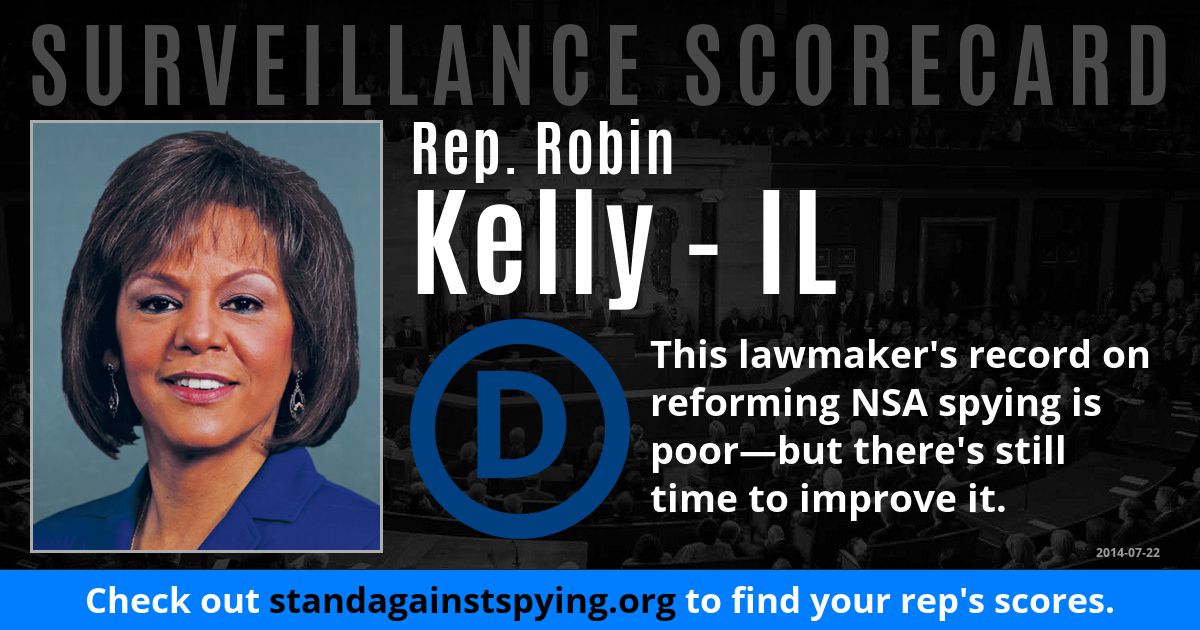 SURVEILLANCE SCORECARD
Rep. Robin
Kelly - IL
D
This lawmaker's record on
reforming NSA spying is
poor—but there's still
time to improve it.
2014-07-22
Check out standagainstspying.org to find your rep's scores.